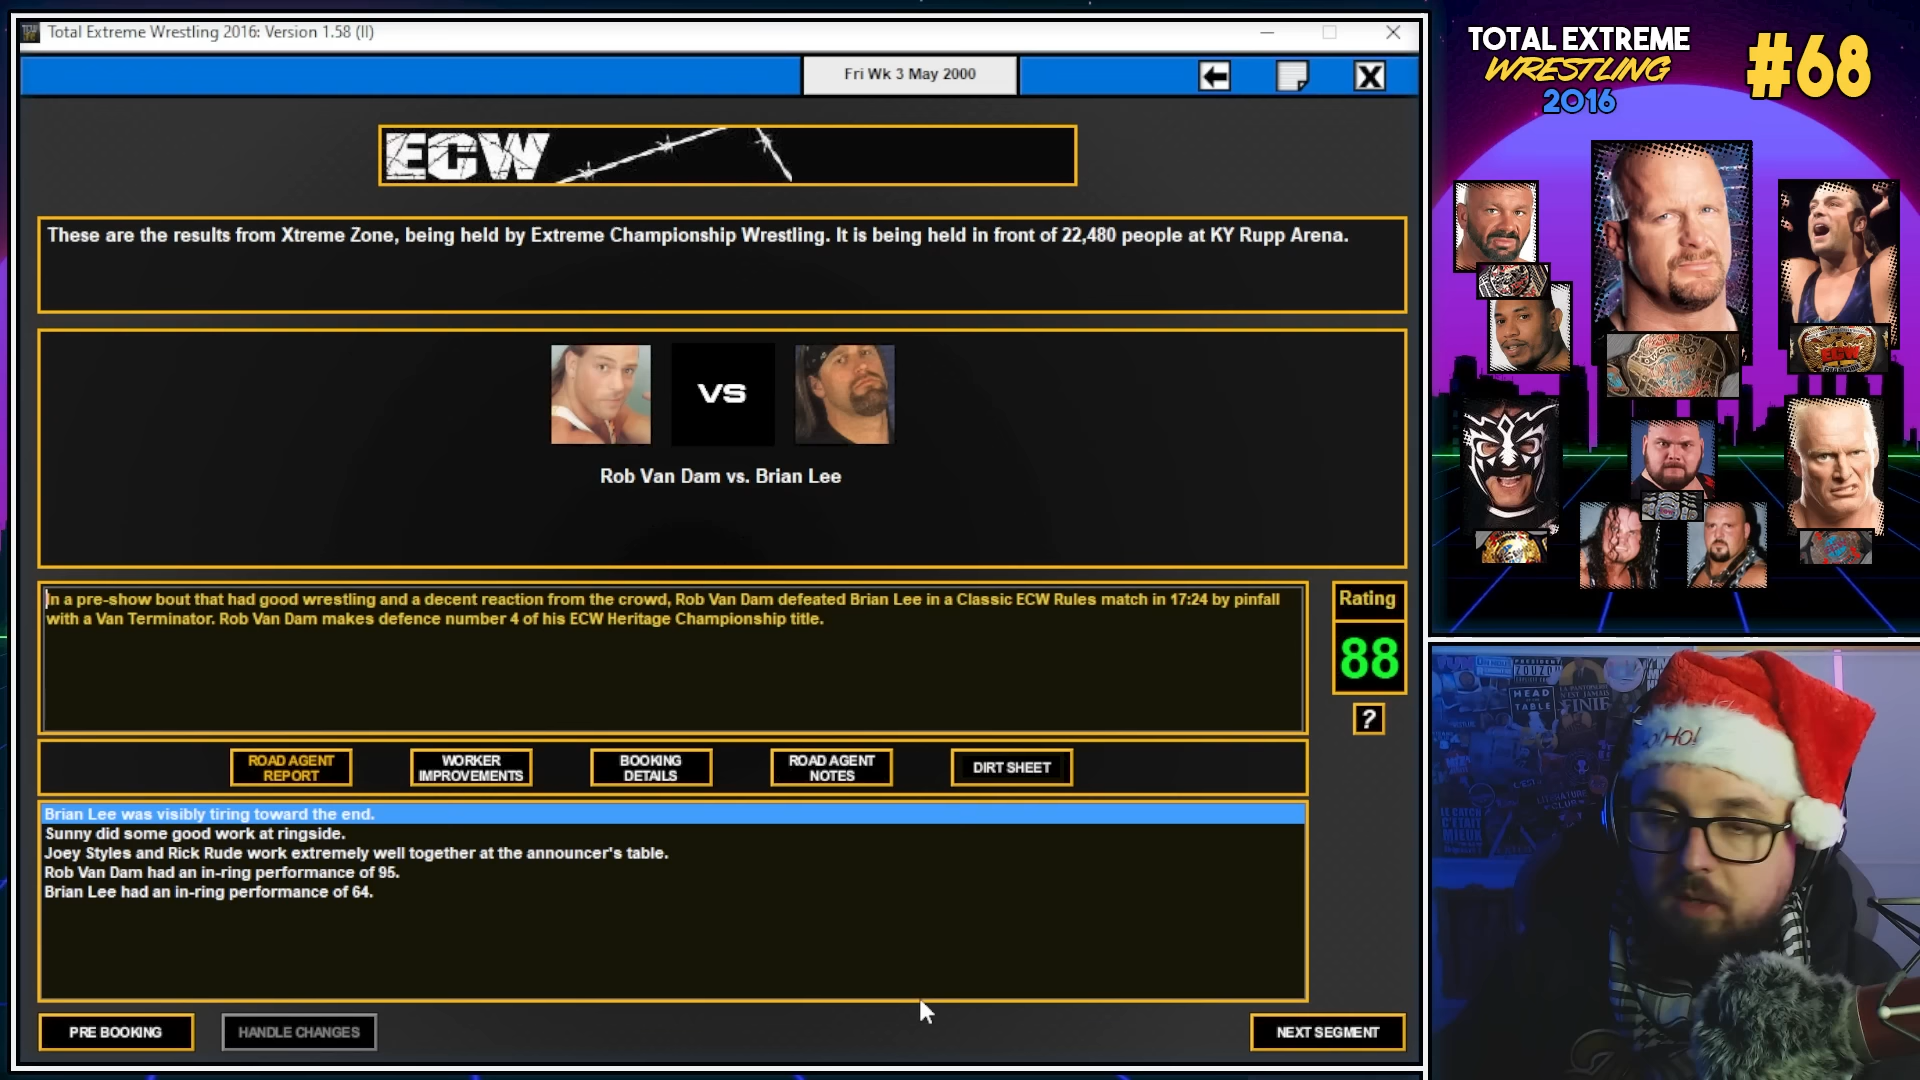 Total Extreme Wrestling 2016: Version 1.58 (II)
Fri Wk 3 May 2000
ECW
These are the results from Xtreme Zone, being held by Extreme Championship Wrestling. It is being held in front of 22,480 people at KY Rupp Arena.
VS
Rob Van Dam vs. Brian Lee
In a pre-show bout that had good wrestling and a decent reaction from the crowd, Rob Van Dam defeated Brian Lee in a Classic ECW Rules match in 17:24 by pinfall
with a Van Terminator. Rob Van Dam makes defence number 4 of his ECW Heritage Championship title.
Rating
88
?
ROAD AGENT
REPORT
WORKER
IMPROVEMENTS
BOOKING
DETAILS
ROAD AGENT
NOTES
DIRT SHEET
Brian Lee was visibly tiring toward the end.
Sunny did some good work at ringside.
Joey Styles and Rick Rude work extremely well together at the announcer's table.
Rob Van Dam had an in-ring performance of 95.
Brian Lee had an in-ring performance of 64.
PRE BOOKING
HANDLE CHANGES
NEXT SEGMENT
TOTAL EXTREME
WRESTLING
2016
#68
ECW
HEAD
OF THE
TABLE
HO!